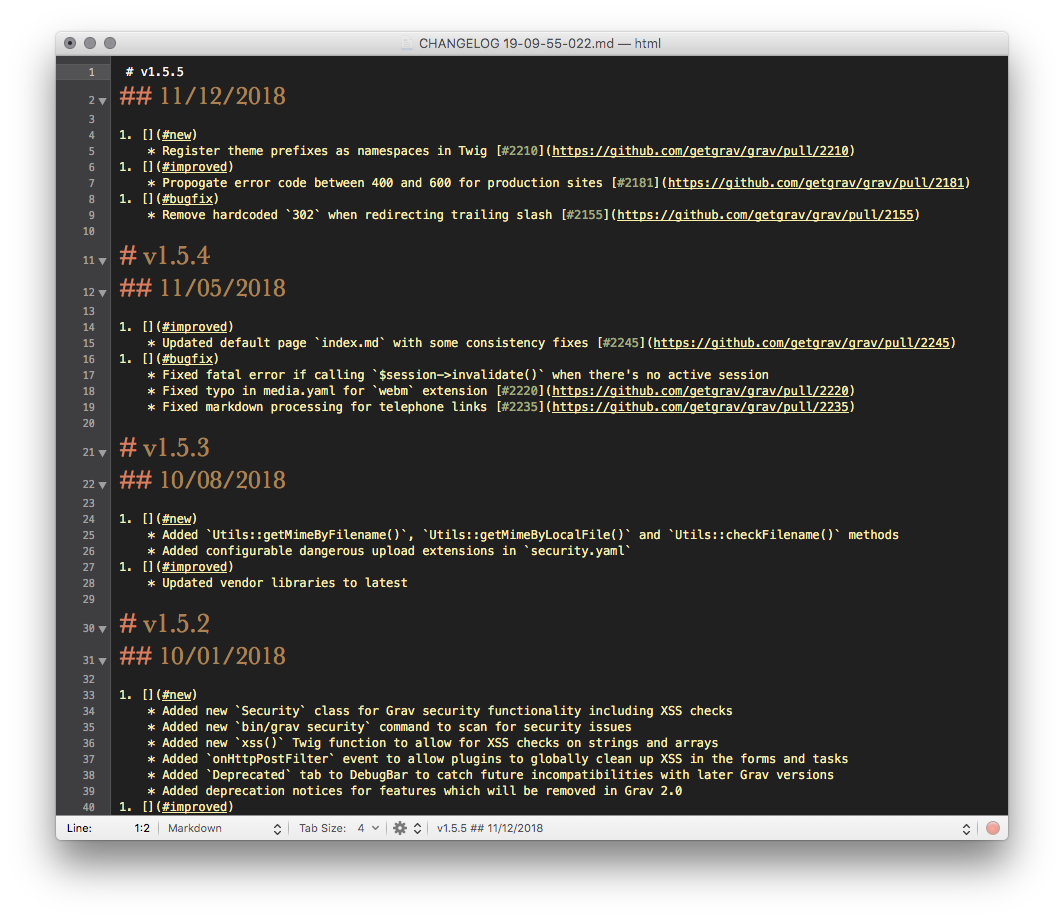 CHANGELOG 19-09-55-022.md — html
1 # v1.5.5
2 ## 11/12/2018
3
4 1. [](#new)
5 * Register theme prefixes as namespaces in Twig [#2210](https://github.com/getgrav/grav/pull/2210)
6 1. [](#improved)
7 * Propogate error code between 400 and 600 for production sites [#2181](https://github.com/getgrav/grav/pull/2181)
8 1. [](#bugfix)
9 * Remove hardcoded `302` when redirecting trailing slash [#2155](https://github.com/getgrav/grav/pull/2155)
10
11 # v1.5.4
12 ## 11/05/2018
13
14 1. [](#improved)
15 * Updated default page `index.md` with some consistency fixes [#2245](https://github.com/getgrav/grav/pull/2245)
16 1. [](#bugfix)
17 * Fixed fatal error if calling `$session->invalidate()` when there's no active session
18 * Fixed typo in media.yaml for `webm` extension [#2220](https://github.com/getgrav/grav/pull/2220)
19 * Fixed markdown processing for telephone links [#2235](https://github.com/getgrav/grav/pull/2235)
20
21 # v1.5.3
22 ## 10/08/2018
23
24 1. [](#new)
25 * Added `Utils::getMimeByFilename()`, `Utils::getMimeByLocalFile()` and `Utils::checkFilename()` methods
26 * Added configurable dangerous upload extensions in `security.yaml`
27 1. [](#improved)
28 * Updated vendor libraries to latest
29
30 # v1.5.2
31 ## 10/01/2018
32
33 1. [](#new)
34 * Added new `Security` class for Grav security functionality including XSS checks
35 * Added new `bin/grav security` command to scan for security issues
36 * Added new `xss()` Twig function to allow for XSS checks on strings and arrays
37 * Added `onHttpPostFilter` event to allow plugins to globally clean up XSS in the forms and tasks
38 * Added `Deprecated` tab to DebugBar to catch future incompatibilities with later Grav versions
39 * Added deprecation notices for features which will be removed in Grav 2.0
40 1. [](#improved)
Line: 1:2 Markdown Tab Size: 4 v1.5.5 ## 11/12/2018